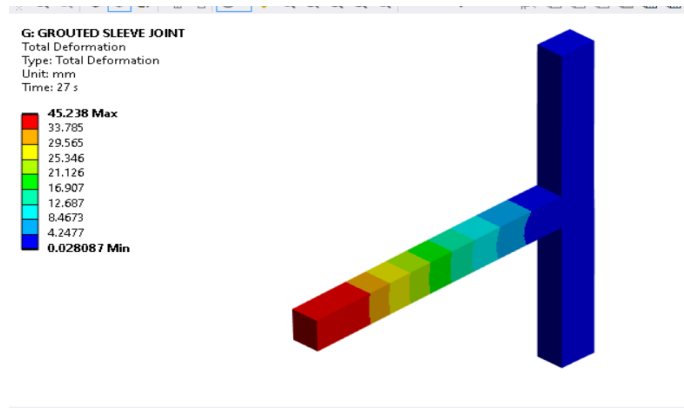 G: GROUTED SLEEVE JOINT
Total Deformation
Type: Total Deformation
Unit: mm
Time: 27 s
45.238 Max
33.785
29.565
25.346
21.126
16.907
12.687
8.4673
4.2477
0.028087 Min